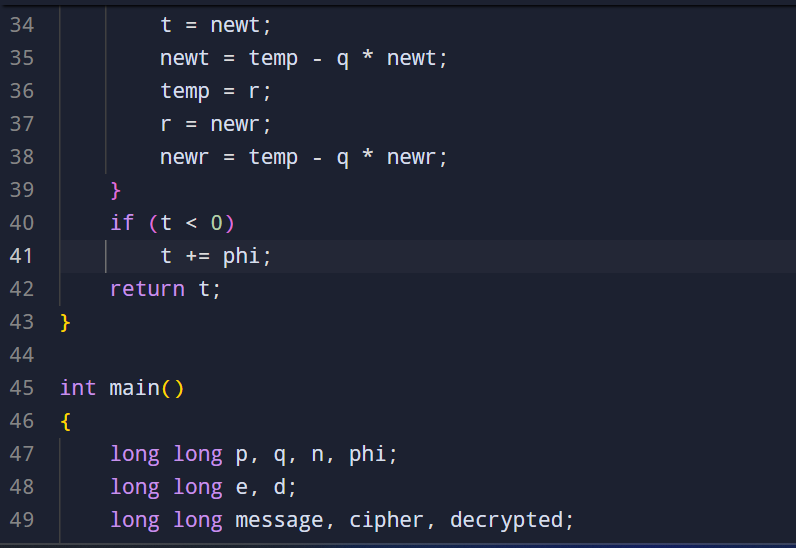 34 t = newt;
35 newt = temp - q * newt;
36 temp = r;
37 r = newr;
38 newr = temp - q * newr;
39 }
40 if (t < 0)
41 t += phi;
42 return t;
43 }
44
45 int main()
46 {
47 long long p, q, n, phi;
48 long long e, d;
49 long long message, cipher, decrypted;